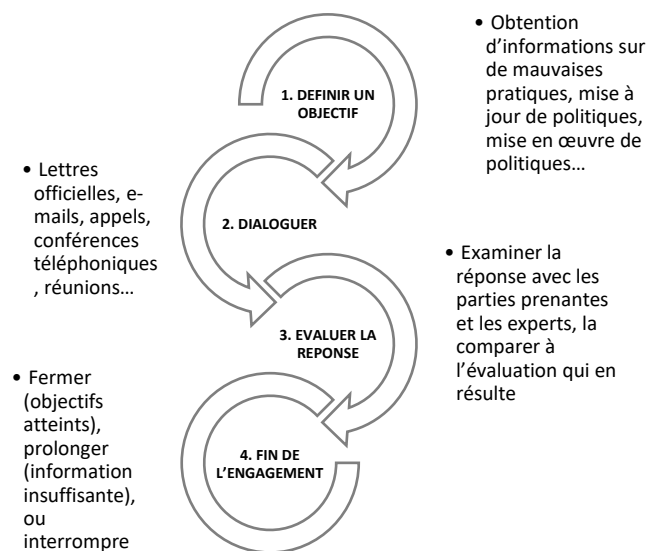 1. DEFINIR UN
OBJECTIF
• Obtention
d’informations sur
de mauvaises
pratiques, mise à
jour de politiques,
mise en œuvre de
politiques…
• Lettres
officielles, e-
mails, appels,
conférences
téléphoniques
, réunions…
2. DIALOGUER
3. EVALUER LA
REPONSE
• Examiner la
réponse avec les
parties prenantes
et les experts, la
comparer à
l’évaluation qui en
résulte
• Fermer
(objectifs
atteints),
prolonger
(information
insuffisante),
ou
interrompre
4. FIN DE
L’ENGAGEMENT